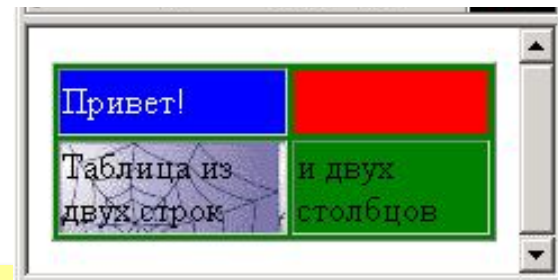 Привет!
Таблица из
двух строк
и двух
столбцов